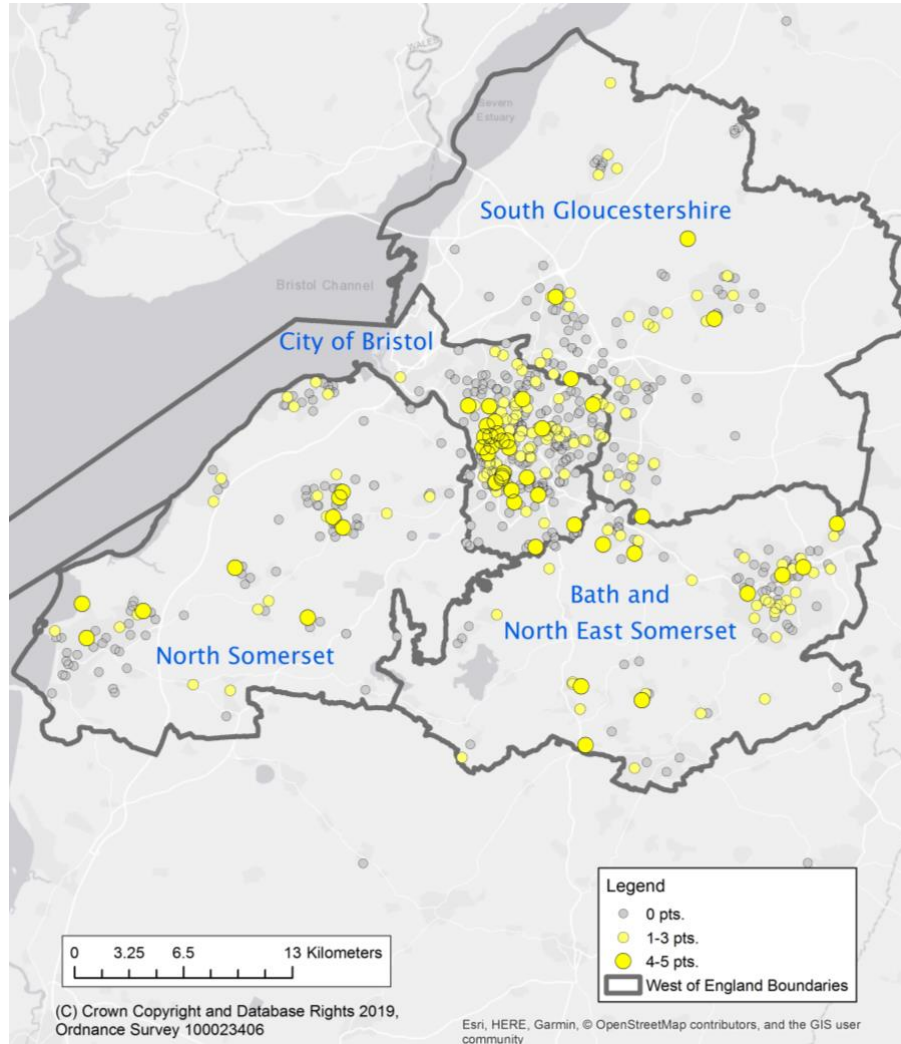 WALES
Severn
Estuary
South Gloucestershire
Bristol Channel
City of Bristol
Bath and
North East Somerset
North Somerset
Legend
0 pts.
1-3 pts.
4-5 pts.
West of England Boundaries
0 3.25 6.5 13 Kilometers
(C) Crown Copyright and Database Rights 2019,
Ordnance Survey 100023406
Esri, HERE, Garmin, © OpenStreetMap contributors, and the GIS user
community